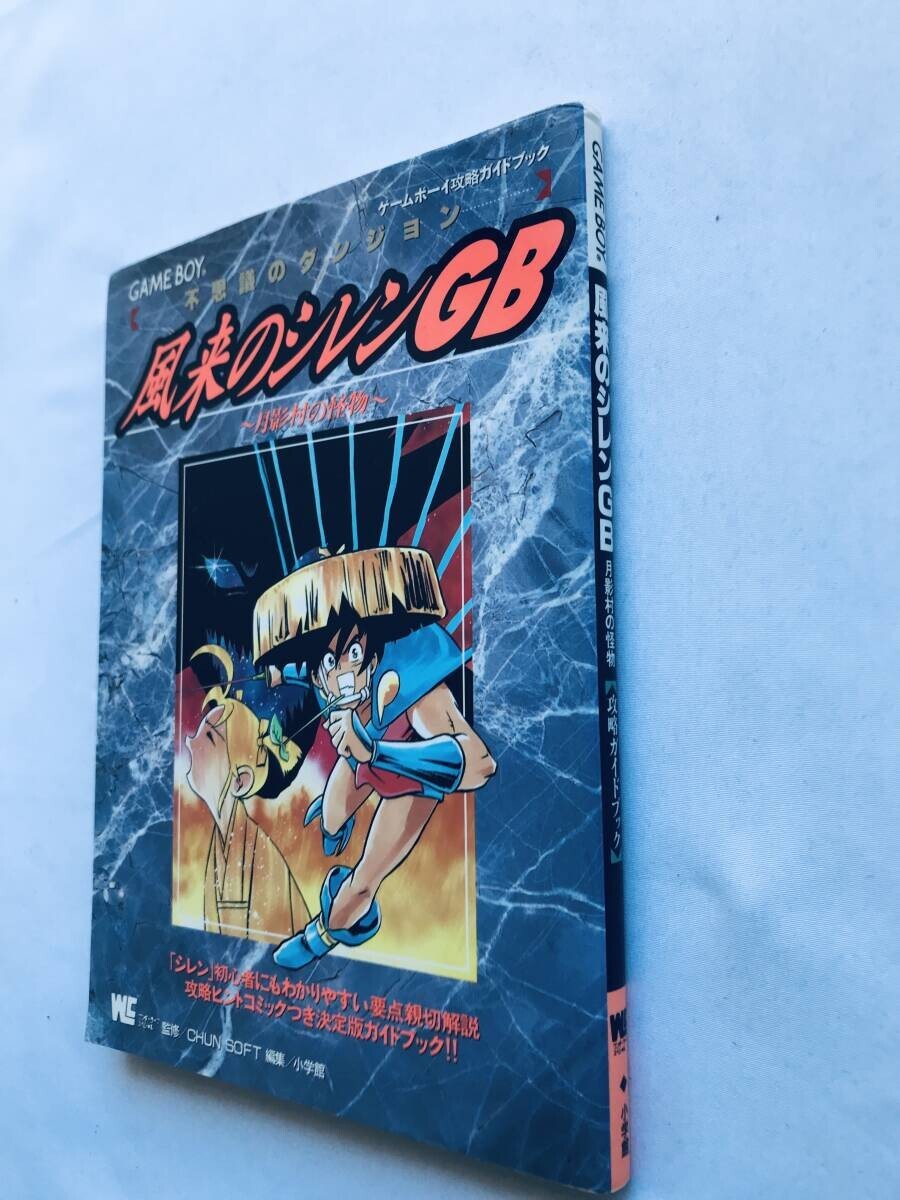 ゲームボーイ攻略ガイドブック
GAME BOY®
不思議のダンジョン
風来のシレンGB
〜月影村の怪物〜
「シレン」初心者にもわかりやすい要点親切解説
攻略ヒントコミックつき決定版ガイドブック!!
監修/CHUN SOFT 編集/小学館
GAME BOY®
風来のシレンGB
月影村の怪物
【攻略ガイドブック】
小学館